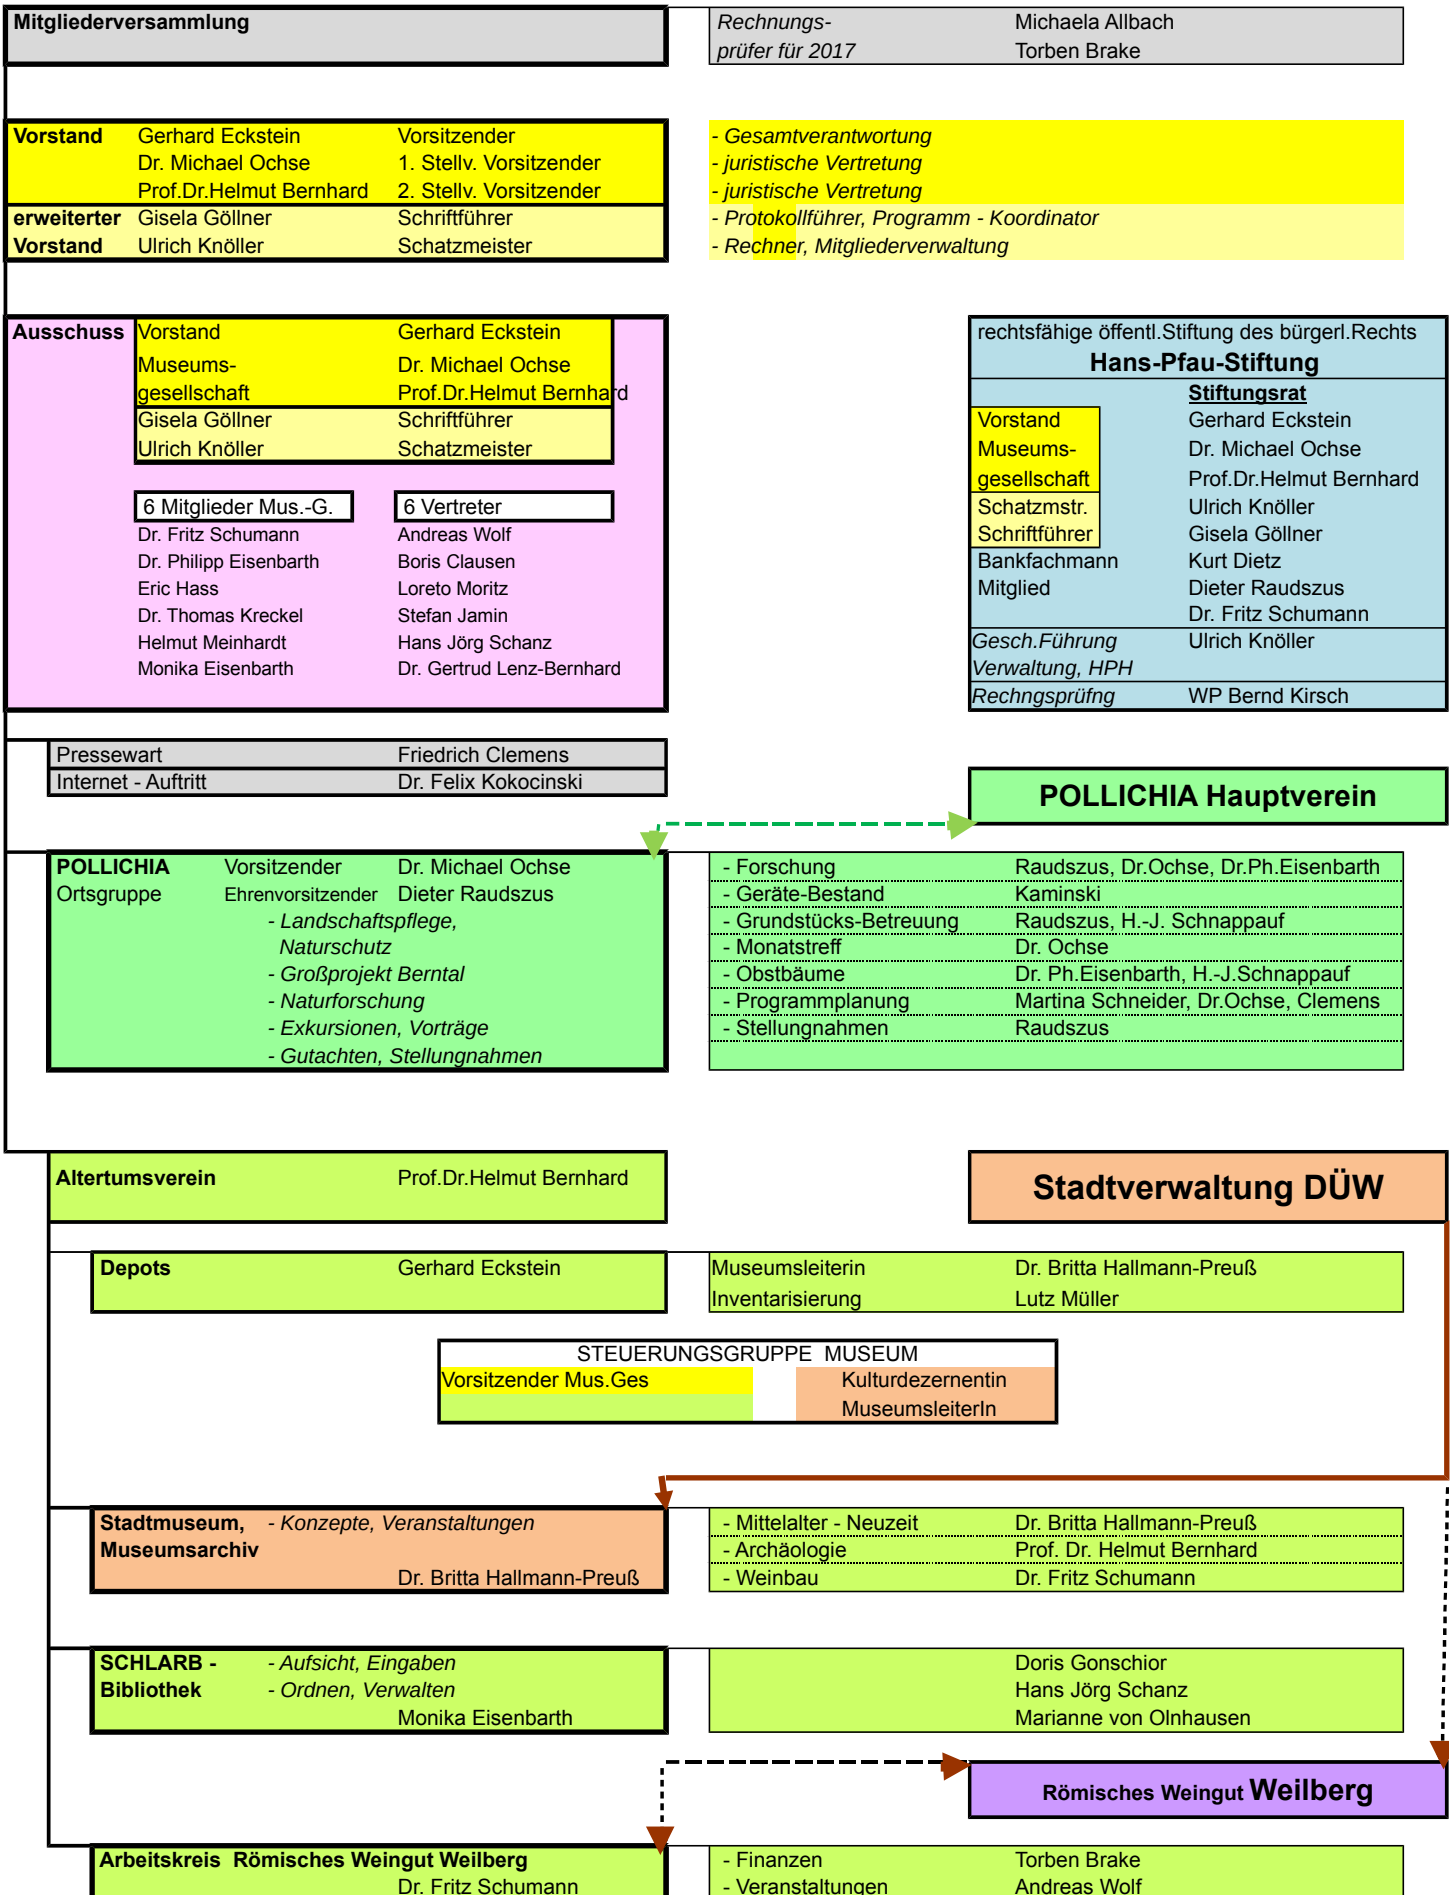 Mitgliederversammlung Rechnungs- Michaela Allbach
prüfer für 2017 Torben Brake
Vorstand Gerhard Eckstein Vorsitzender - Gesamtverantwortung
Dr. Michael Ochse 1. Stellv. Vorsitzender - juristische Vertretung
Prof.Dr.Helmut Bernhard 2. Stellv. Vorsitzender - juristische Vertretung
erweiterter Gisela Göllner Schriftführer - Protokollführer, Programm - Koordinator
Vorstand Ulrich Knöller Schatzmeister - Rechner, Mitgliederverwaltung
Ausschuss Vorstand Gerhard Eckstein
Museums- Dr. Michael Ochse
gesellschaft Prof.Dr.Helmut Bernhard
Gisela Göllner Schriftführer
Ulrich Knöller Schatzmeister
6 Mitglieder Mus.-G. 6 Vertreter
Dr. Fritz Schumann Andreas Wolf
Dr. Philipp Eisenbarth Boris Clausen
Eric Hass Loreto Moritz
Dr. Thomas Kreckel Stefan Jamin
Helmut Meinhardt Hans Jörg Schanz
Monika Eisenbarth Dr. Gertrud Lenz-Bernhard
rechtsfähige öffentl.Stiftung des bürgerl.Rechts
Hans-Pfau-Stiftung
Stiftungsrat
Vorstand Gerhard Eckstein
Museums- Dr. Michael Ochse
gesellschaft Prof.Dr.Helmut Bernhard
Schatzmstr. Ulrich Knöller
Schriftführer Gisela Göllner
Bankfachmann Kurt Dietz
Mitglied Dieter Raudszus
Dr. Fritz Schumann
Gesch.Führung Ulrich Knöller
Verwaltung, HPH
Rechngsprüfng WP Bernd Kirsch
Pressewart Friedrich Clemens
Internet - Auftritt Dr. Felix Kokocinski
POLLICHIA Hauptverein
POLLICHIA Vorsitzender Dr. Michael Ochse
Ortsgruppe Ehrenvorsitzender Dieter Raudszus
- Landschaftspflege,
Naturschutz
- Großprojekt Berntal
- Naturforschung
- Exkursionen, Vorträge
- Gutachten, Stellungnahmen
- Forschung Raudszus, Dr.Ochse, Dr.Ph.Eisenbarth
- Geräte-Bestand Kaminski
- Grundstücks-Betreuung Raudszus, H.-J. Schnappauf
- Monatstreff Dr. Ochse
- Obstbäume Dr. Ph.Eisenbarth, H.-J.Schnappauf
- Programmplanung Martina Schneider, Dr.Ochse, Clemens
- Stellungnahmen Raudszus
Altertumsverein Prof.Dr.Helmut Bernhard
Stadtverwaltung DÜW
Depots Gerhard Eckstein Museumsleiterin Dr. Britta Hallmann-Preuß
Inventarisierung Lutz Müller
STEUERUNGSGRUPPE MUSEUM
Vorsitzender Mus.Ges Kulturdezernentin
MuseumsleiterIn
Stadtmuseum, - Konzepte, Veranstaltungen
Museumsarchiv
Dr. Britta Hallmann-Preuß
- Mittelalter - Neuzeit Dr. Britta Hallmann-Preuß
- Archäologie Prof. Dr. Helmut Bernhard
- Weinbau Dr. Fritz Schumann
SCHLARB - - Aufsicht, Eingaben
Bibliothek - Ordnen, Verwalten
Monika Eisenbarth
Doris Gonschior
Hans Jörg Schanz
Marianne von Olnhausen
Römisches Weingut Weilberg
Arbeitskreis Römisches Weingut Weilberg
Dr. Fritz Schumann
- Finanzen Torben Brake
- Veranstaltungen Andreas Wolf